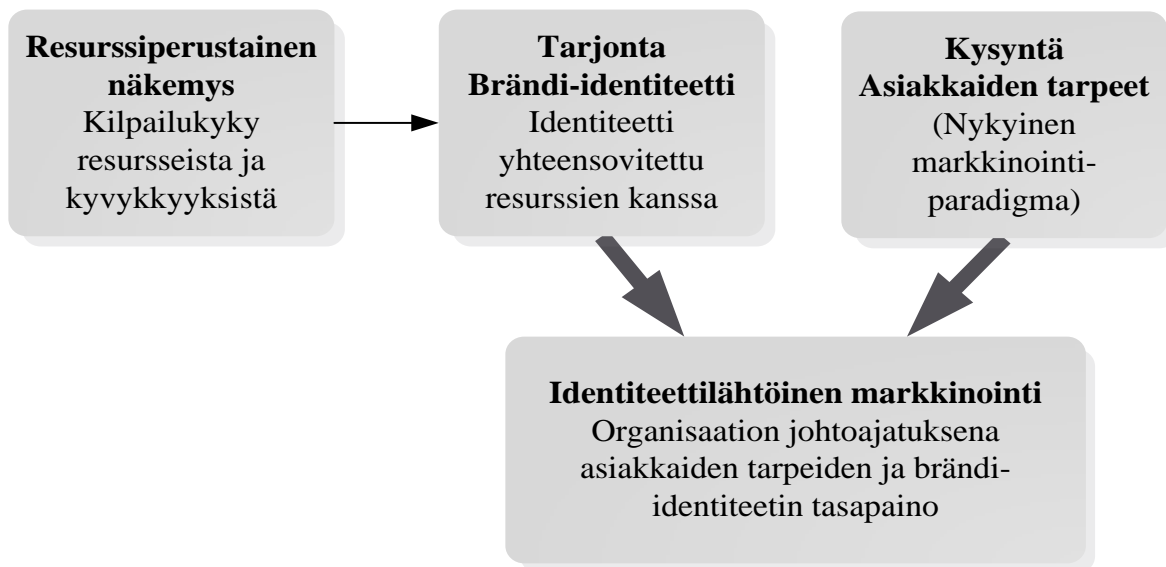 Resurssiperustainen
näkemys
Kilpailukyky
resursseista ja
kyvykkyyksistä
Tarjonta
Brändi-identiteetti
Identiteetti
yhteensovitettu
resurssien kanssa
Kysyntä
Asiakkaiden tarpeet
(Nykyinen
markkinointi-
paradigma)
Identiteettilähtöinen markkinointi
Organisaation johtoajatuksena
asiakkaiden tarpeiden ja brändi-
identiteetin tasapaino